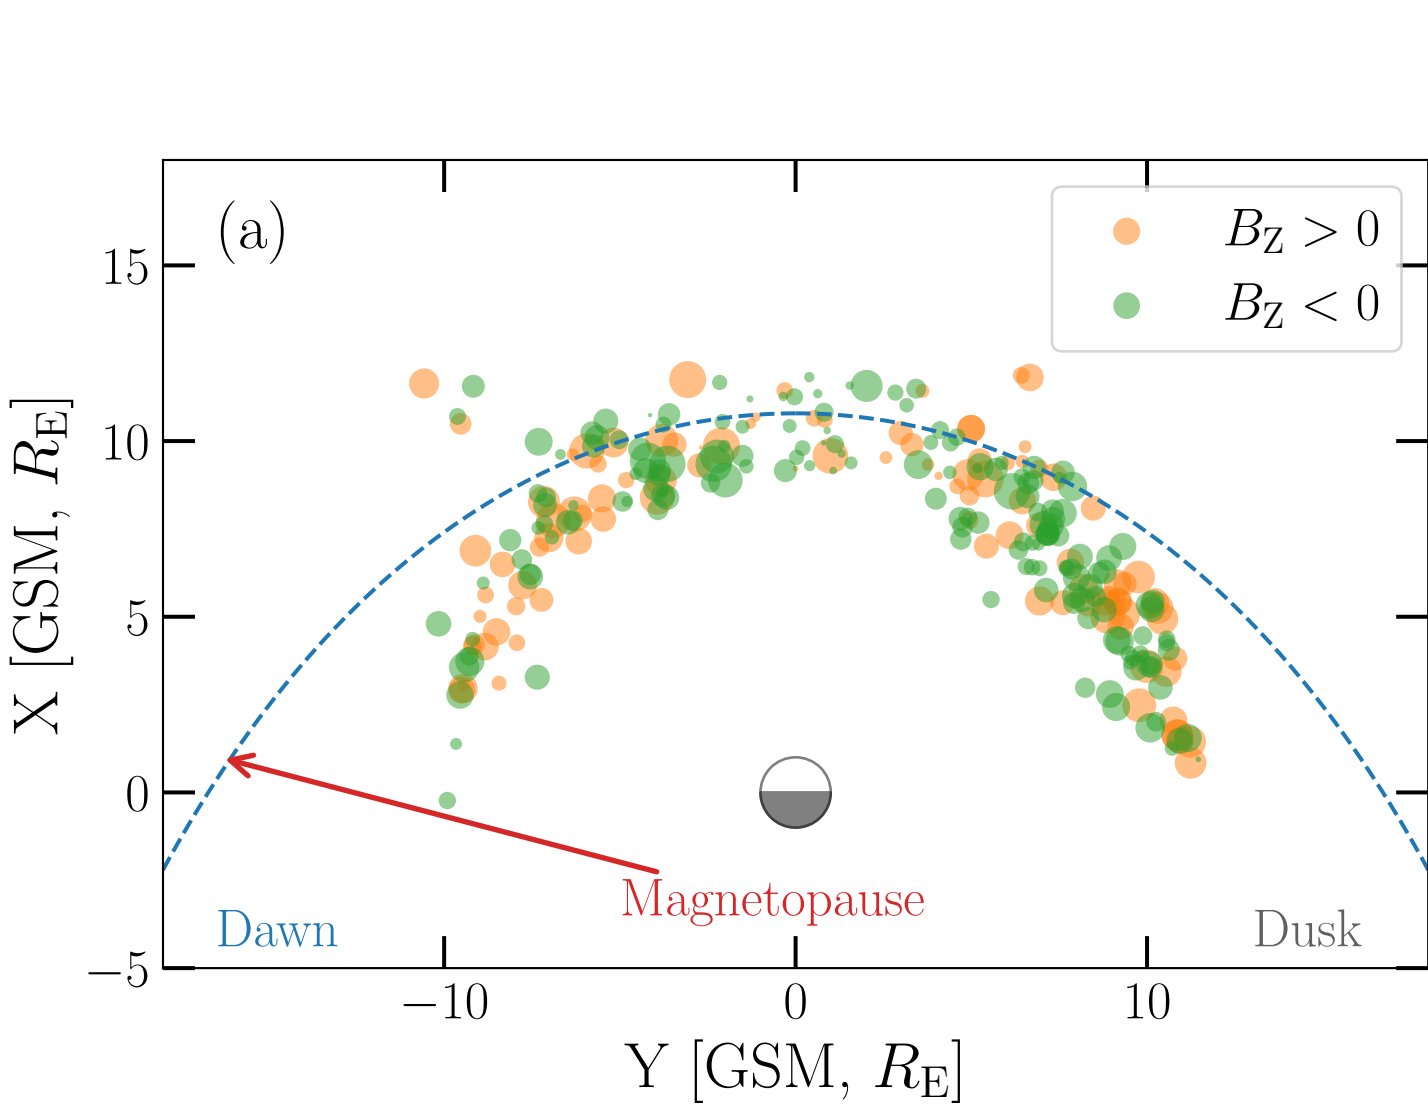 (a)
B_Z > 0
B_Z < 0
15
10
5
0
−5
X [GSM, R_E]
Magnetopause
Dawn
Dusk
−10
0
10
Y [GSM, R_E]